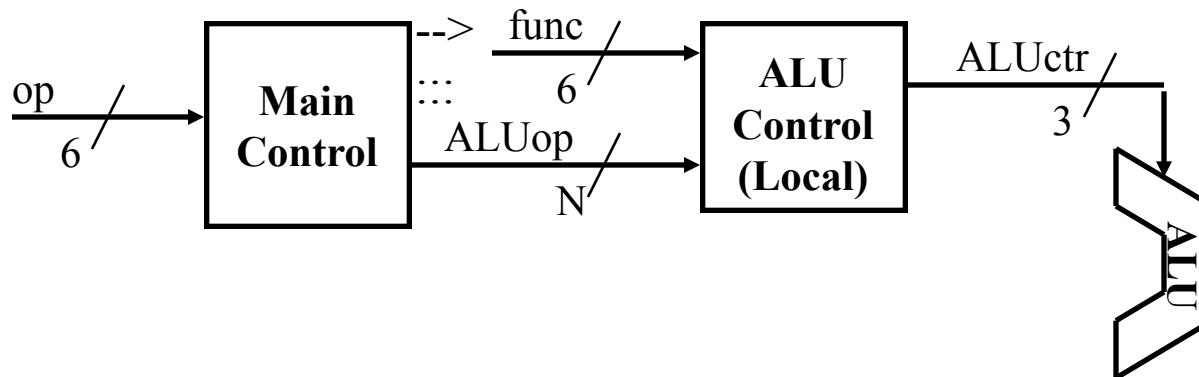 op
6
Main
Control
-->
:::
func
6
ALUop
N
ALU
Control
(Local)
ALUctr
3
ALU